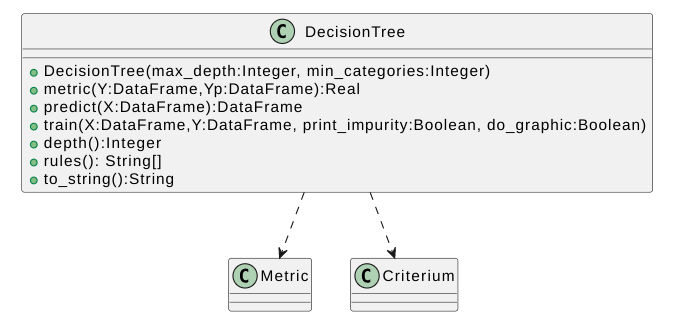 C DecisionTree
DecisionTree(max_depth:Integer, min_categories:Integer)
metric(Y:DataFrame,Yp:DataFrame):Real
predict(X:DataFrame):DataFrame
train(X:DataFrame,Y:DataFrame, print_impurity:Boolean, do_graphic:Boolean)
depth():Integer
rules(): String[]
to_string():String
C Metric
C Criterium